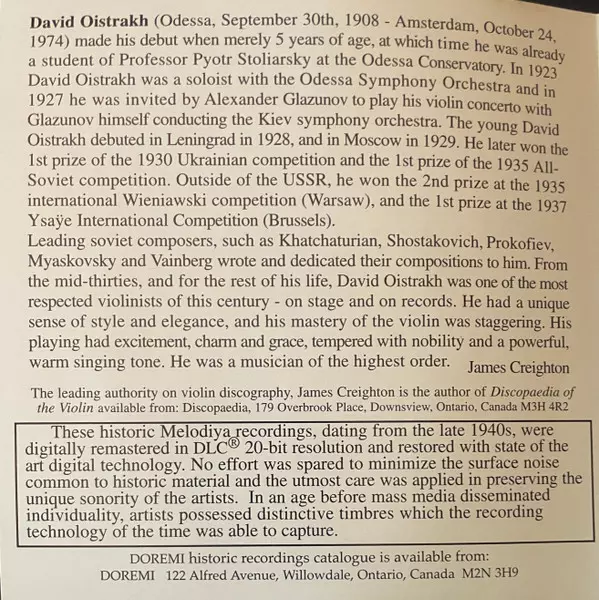 David Oistrakh (Odessa, September 30th, 1908 - Amsterdam, October 24,
1974) made his debut when merely 5 years of age, at which time he was already
a student of Professor Pyotr Stoliarsky at the Odessa Conservatory. In 1923
David Oistrakh was a soloist with the Odessa Symphony Orchestra and in
1927 he was invited by Alexander Glazunov to play his violin concerto with
Glazunov himself conducting the Kiev symphony orchestra. The young David
Oistrakh debuted in Leningrad in 1928, and in Moscow in 1929. He later won the
1st prize of the 1930 Ukrainian competition and the 1st prize of the 1935 All-
Soviet competition. Outside of the USSR, he won the 2nd prize at the 1935
international Wieniawski competition (Warsaw), and the 1st prize at the 1937
Ysaÿe International Competition (Brussels).
Leading soviet composers, such as Khatchaturian, Shostakovich, Prokofiev,
Myaskovsky and Vainberg wrote and dedicated their compositions to him. From
the mid-thirties, and for the rest of his life, David Oistrakh was one of the most
respected violinists of this century - on stage and on records. He had a unique
sense of style and elegance, and his mastery of the violin was staggering. His
playing had excitement, charm and grace, tempered with nobility and a powerful,
warm singing tone. He was a musician of the highest order. James Creighton
The leading authority on violin discography, James Creighton is the author of Discopaedia of
the Violin available from: Discopaedia, 179 Overbrook Place, Downsview, Ontario, Canada M3H 4R2
These historic Melodiya recordings, dating from the late 1940s, were
digitally remastered in DLC® 20-bit resolution and restored with state of the
art digital technology. No effort was spared to minimize the surface noise
common to historic material and the utmost care was applied in preserving the
unique sonority of the artists. In an age before mass media disseminated
individuality, artists possessed distinctive timbres which the recording
technology of the time was able to capture.
DOREMI historic recordings catalogue is available from:
DOREMI 122 Alfred Avenue, Willowdale, Ontario, Canada M2N 3H9